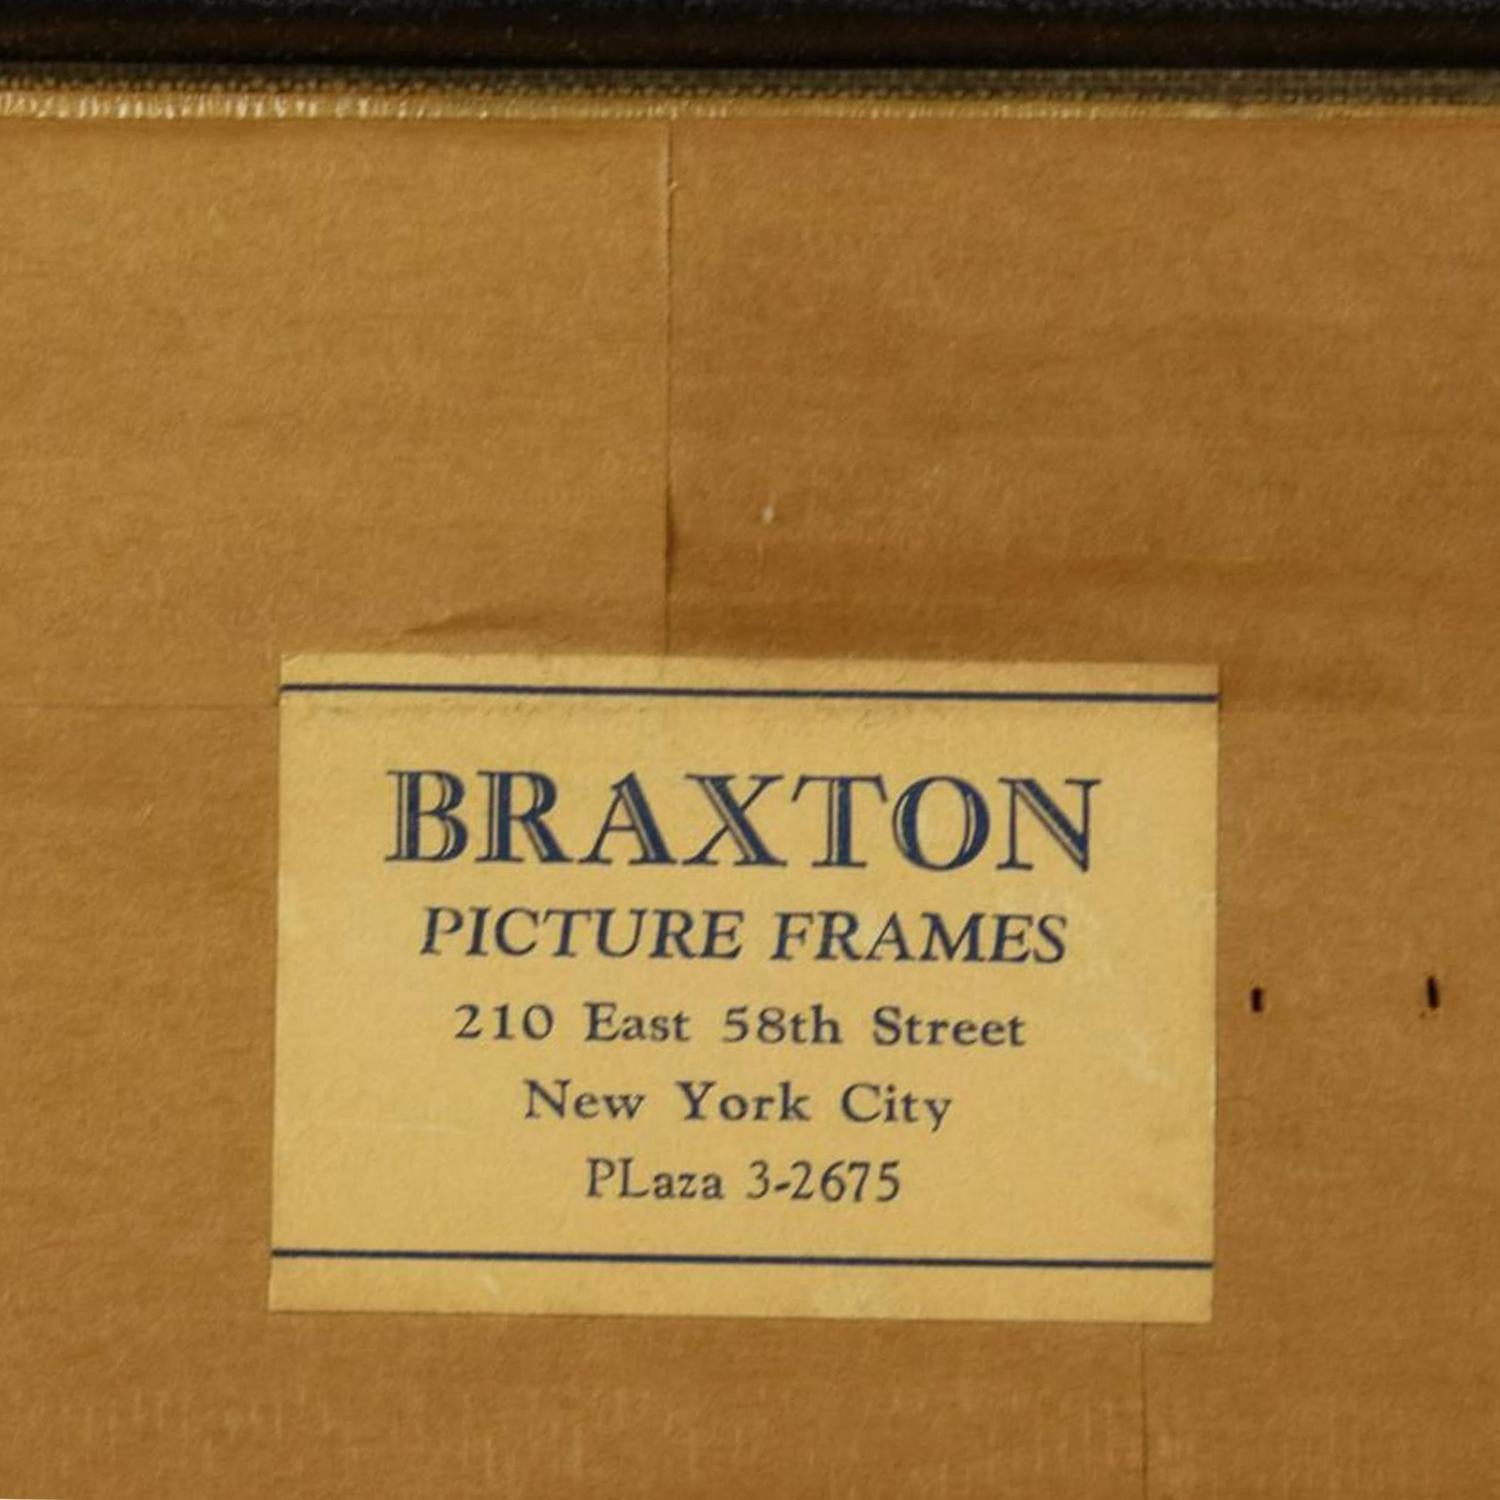 BRAXTON
PICTURE FRAMES
210 East 58th Street
New York City
PLaza 3-2675